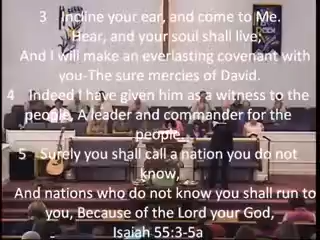 3 Incline your ear, and come to Me.
Hear, and your soul shall live;
And I will make an everlasting covenant with
you-The sure mercies of David.
4 Indeed I have given him as a witness to the
people, A leader and commander for the
people.
5 Surely you shall call a nation you do not
know,
And nations who do not know you shall run to
you, Because of the Lord your God,
Isaiah 55:3-5a